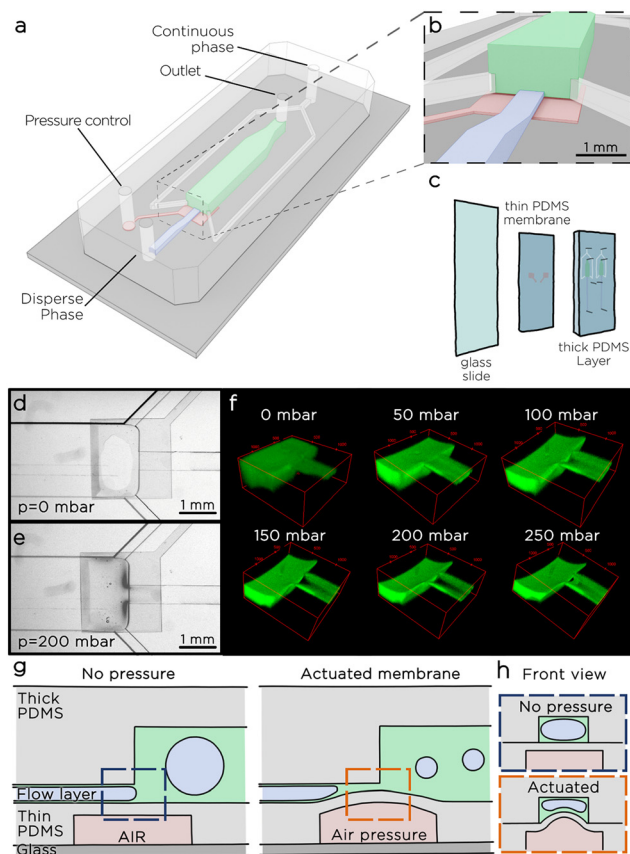 a
Continuous
phase
Outlet
Pressure control
Disperse
Phase
b
1 mm
c
thin PDMS
membrane
thick PDMS
Layer
glass
slide
d
p=0 mbar
1 mm
e
p=200 mbar
1 mm
f
0 mbar
50 mbar
100 mbar
150 mbar
200 mbar
250 mbar
g
No pressure
Actuated membrane
Thick
PDMS
Flow layer
Thin
PDMS
AIR
Air pressure
Glass
h
Front view
No pressure
Actuated